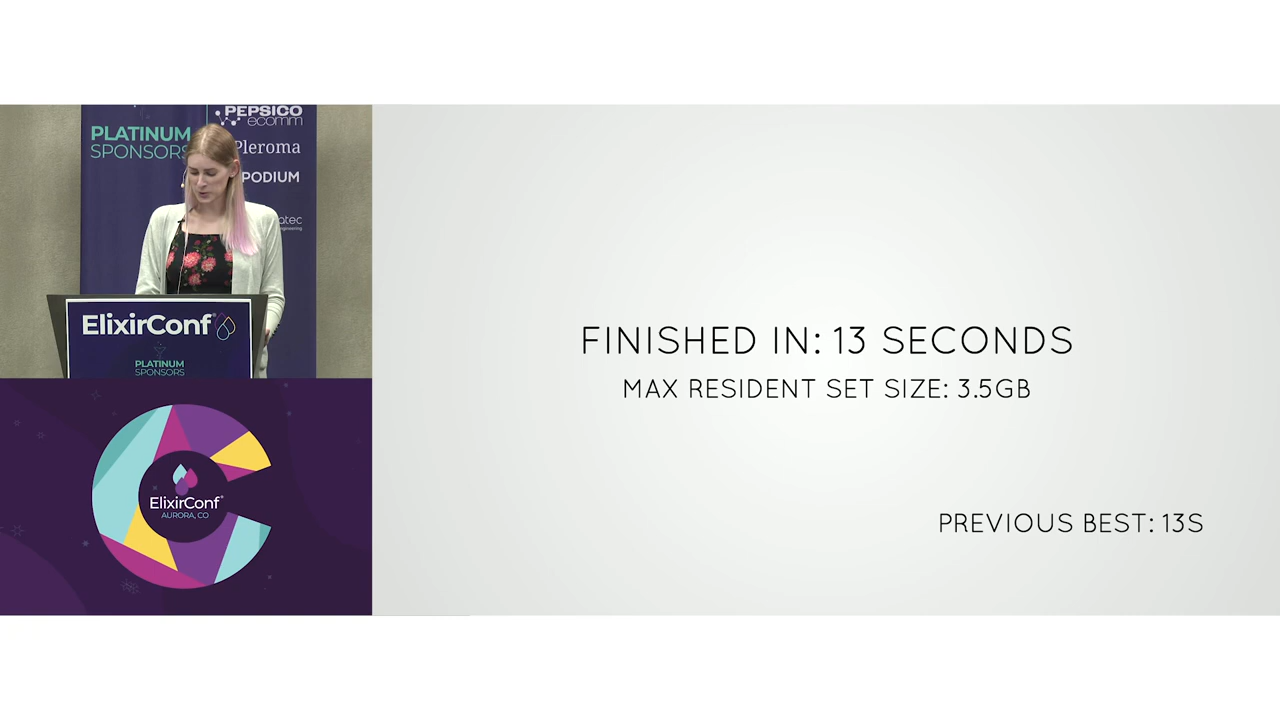 PEPSICO
ecomm
PLATINUM
SPONSORS
Pleroma
PODIUM
ElixirConf
PLATINUM
SPONSORS
ElixirConf
AURORA, CO
FINISHED IN: 13 SECONDS
MAX RESIDENT SET SIZE: 3.5GB
PREVIOUS BEST: 13S